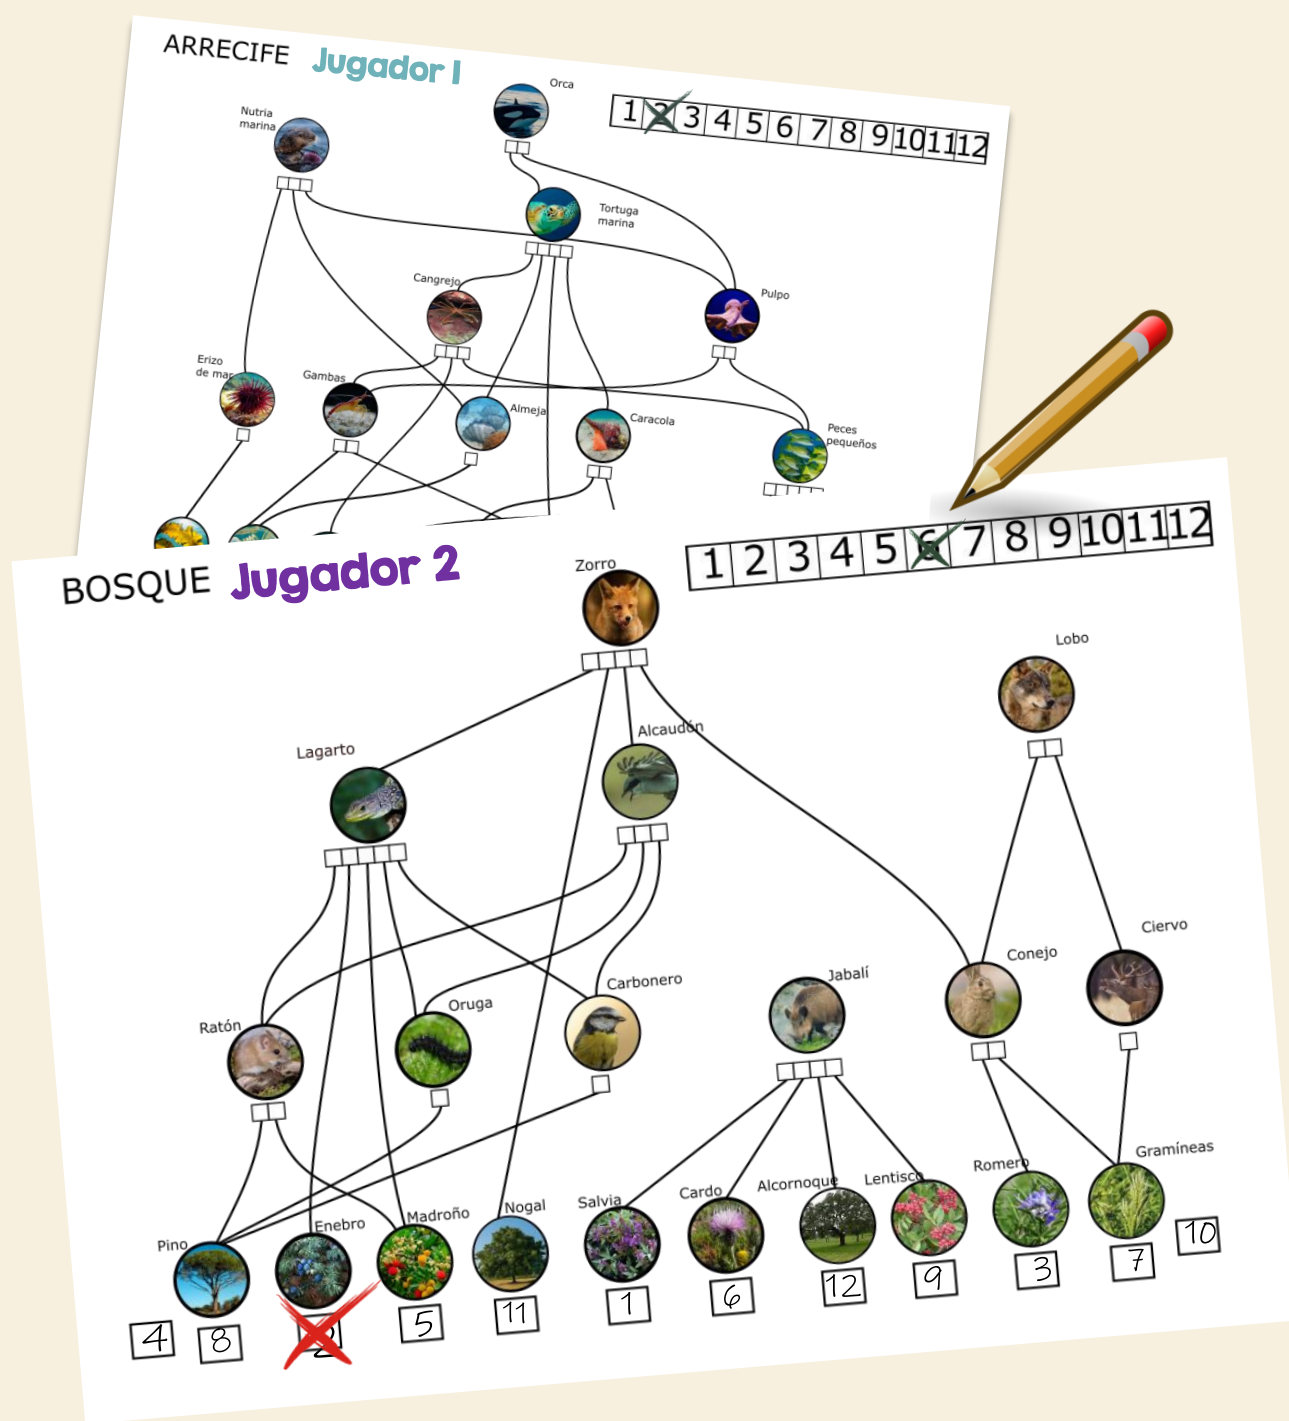 ARRECIFE Jugador 1
Orca
1 2 3 4 5 6 7 8 9 10 11 12
Nutria
marina
Tortuga
marina
Cangrejo
Pulpo
Erizo
de mar
Gambas
Almeja
Caracola
Peces
pequeños
BOSQUE Jugador 2
Zorro
1 2 3 4 5 6 7 8 9 10 11 12
Lobo
Lagarto
Alcaudón
Ciervo
Conejo
Jabalí
Carbonero
Oruga
Ratón
Gramíneas
Romero
Lentisco
Alcornoque
Cardo
Salvia
Nogal
Madroño
Enebro
Pino
4 8 2 5 11 1 6 12 9 3 7 10